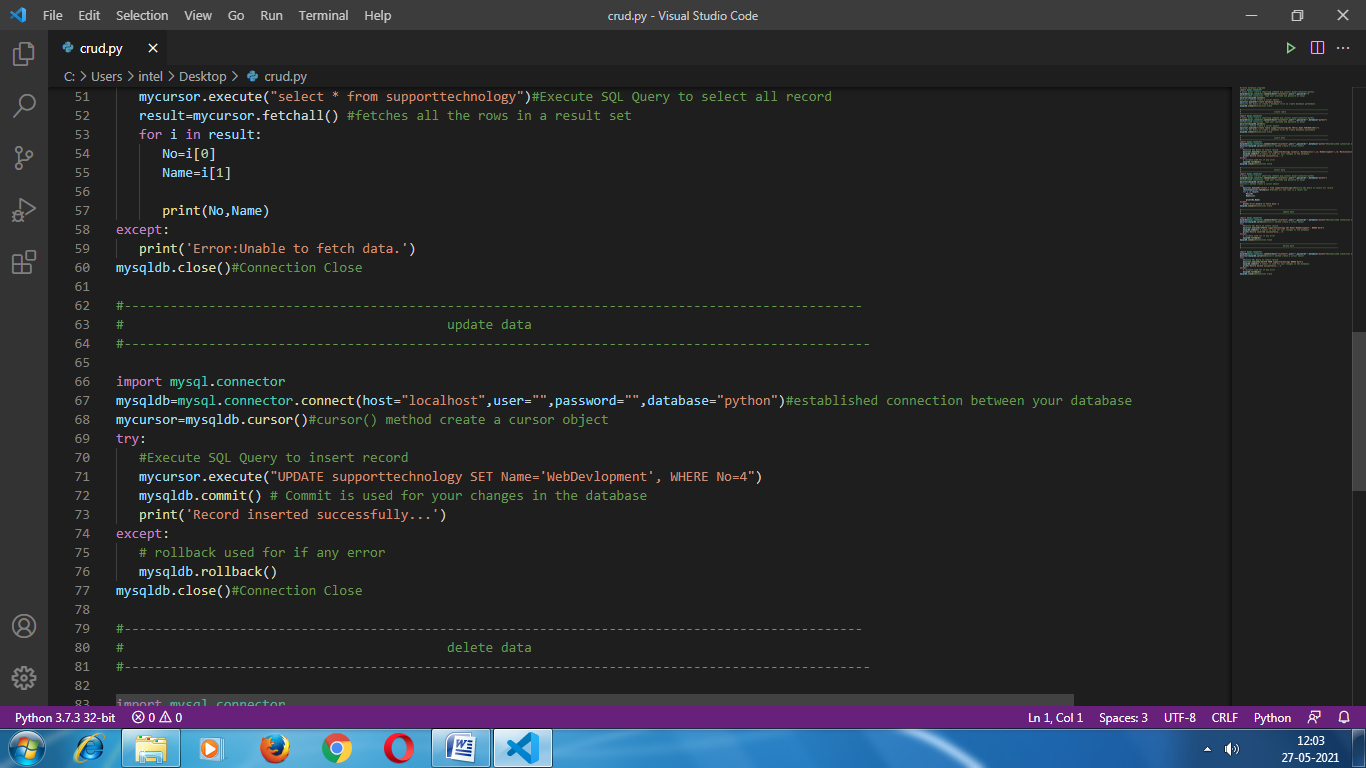 File Edit Selection View Go Run Terminal Help
crud.py - Visual Studio Code
crud.py
C: > Users > intel > Desktop > crud.py
51 mycursor.execute("select * from supporttechnology")#Execute SQL Query to select all record
52 result=mycursor.fetchall() #fetches all the rows in a result set
53 for i in result:
54 No=i[0]
55 Name=i[1]
56
57 print(No,Name)
58 except:
59 print('Error:Unable to fetch data.')
60 mysqldb.close()#Connection Close
61
62 #------------------------------------------------------------------------------------------------
63 # update data
64 #-------------------------------------------------------------------------------------------------
65
66 import mysql.connector
67 mysqldb=mysql.connector.connect(host="localhost",user="",password="",database="python")#established connection between your database
68 mycursor=mysqldb.cursor()#cursor() method create a cursor object
69 try:
70 #Execute SQL Query to insert record
71 mycursor.execute("UPDATE supporttechnology SET Name='WebDevlopment', WHERE No=4")
72 mysqldb.commit() # Commit is used for your changes in the database
73 print('Record inserted successfully...')
74 except:
75 # rollback used for if any error
76 mysqldb.rollback()
77 mysqldb.close()#Connection Close
78
79 #------------------------------------------------------------------------------------------------
80 # delete data
81 #-------------------------------------------------------------------------------------------------
82
83 import mysql.connector
Python 3.7.3 32-bit 0 0 Ln 1, Col 1 Spaces: 3 UTF-8 CRLF Python
12:03
27-05-2021